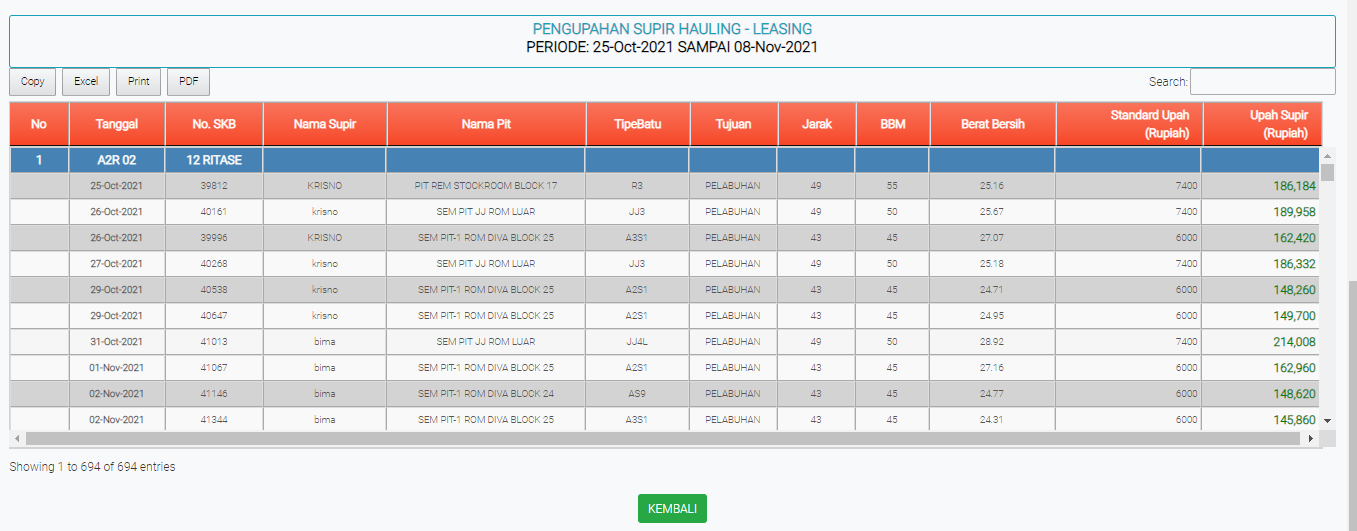 PENGUPAHAN SUPIR HAULING - LEASING
PERIODE: 25-Oct-2021 SAMPAI 08-Nov-2021
Copy Excel Print PDF Search:
No Tanggal No. SKB Nama Supir Nama Pit TipeBatu Tujuan Jarak BBM Berat Bersih Standard Upah (Rupiah) Upah Supir (Rupiah)
1 A2R 02 12 RITASE
25-Oct-2021 39812 KRISNO PIT REM STOCKROOM BLOCK 17 R3 PELABUHAN 49 55 25.16 7400 186,184
26-Oct-2021 40161 krisno SEM PIT JJ ROM LUAR JJ3 PELABUHAN 49 50 25.67 7400 189,958
26-Oct-2021 39996 KRISNO SEM PIT-1 ROM DIVA BLOCK 25 A3S1 PELABUHAN 43 45 27.07 6000 162,420
27-Oct-2021 40268 krisno SEM PIT JJ ROM LUAR JJ3 PELABUHAN 49 50 25.18 7400 186,332
29-Oct-2021 40538 krisno SEM PIT-1 ROM DIVA BLOCK 25 A2S1 PELABUHAN 43 45 24.71 6000 148,260
29-Oct-2021 40647 krisno SEM PIT-1 ROM DIVA BLOCK 25 A2S1 PELABUHAN 43 45 24.95 6000 149,700
31-Oct-2021 41013 bima SEM PIT JJ ROM LUAR JJ4L PELABUHAN 49 50 28.92 7400 214,008
01-Nov-2021 41067 bima SEM PIT-1 ROM DIVA BLOCK 25 A2S1 PELABUHAN 43 45 27.16 6000 162,960
02-Nov-2021 41146 bima SEM PIT-1 ROM DIVA BLOCK 24 AS9 PELABUHAN 43 45 24.77 6000 148,620
02-Nov-2021 41344 bima SEM PIT-1 ROM DIVA BLOCK 25 A3S1 PELABUHAN 43 45 24.31 6000 145,860
Showing 1 to 694 of 694 entries
KEMBALI